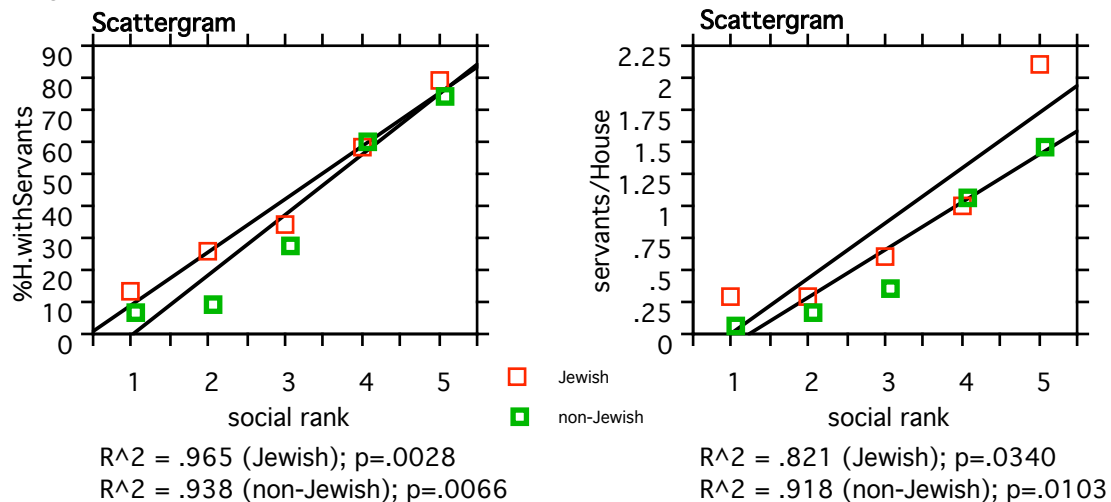 Scattergram
90
80
70
60
50
40
30
20
10
0
%H.withServants
1 2 3 4 5
social rank
R^2 = .965 (Jewish); p=.0028
R^2 = .938 (non-Jewish); p=.0066
Jewish
non-Jewish
Scattergram
2.25
2
1.75
1.5
1.25
1
.75
.5
.25
0
servants/House
1 2 3 4 5
social rank
R^2 = .821 (Jewish); p=.0340
R^2 = .918 (non-Jewish); p=.0103